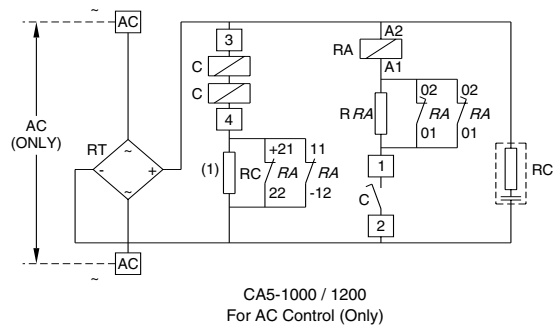 ~
AC
3
C
C
4
RA
A2
A1
02
02
R RA
RA
RA
01
01
AC
(ONLY)
RT
~
-
+
~
(1)
RC
+21
RA
22
11
RA
-12
1
C
2
RC
AC
~
CA5-1000 / 1200
For AC Control (Only)